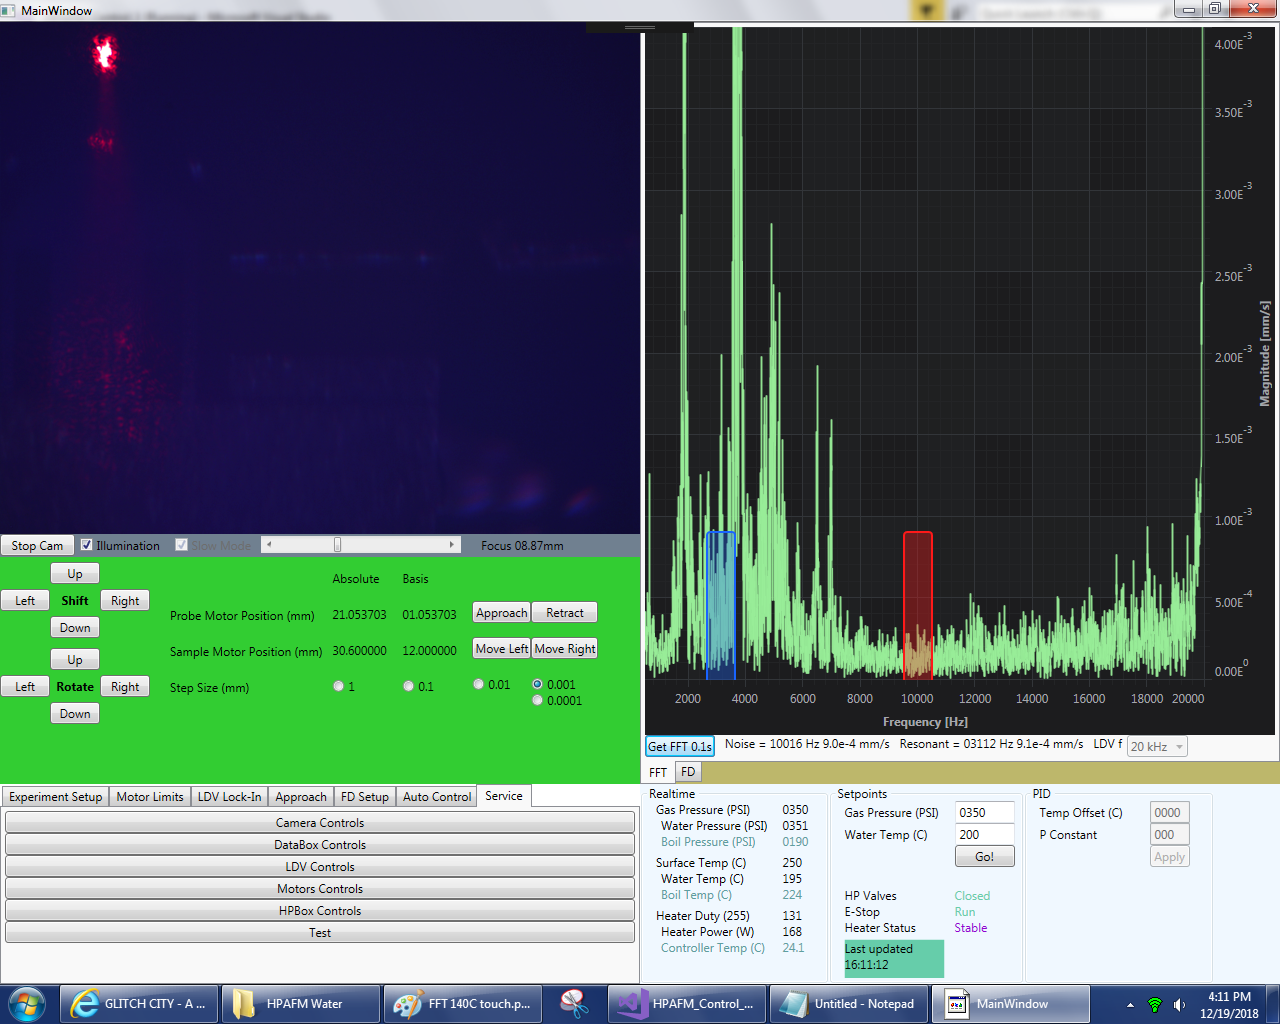 MainWindow
Stop Cam Illumination Slow Mode Focus 08.87mm
Up
Left Shift Right
Down
Up
Left Rotate Right
Down
Absolute Basis
Probe Motor Position (mm) 21.053703 01.053703 Approach Retract
Sample Motor Position (mm) 30.600000 12.000000 Move Left Move Right
Step Size (mm) 1 0.1 0.01 0.001
0.0001
Experiment Setup Motor Limits LDV Lock-In Approach FD Setup Auto Control Service
Camera Controls
DataBox Controls
LDV Controls
Motors Controls
HPBox Controls
Test
4.00E-3
3.50E-3
3.00E-3
2.50E-3
2.00E-3
1.50E-3
1.00E-3
5.00E-4
0.00E0
Magnitude [mm/s]
2000 4000 6000 8000 10000 12000 14000 16000 18000 20000
Frequency [Hz]
Get FFT 0.1s Noise = 10016 Hz 9.0e-4 mm/s Resonant = 03112 Hz 9.1e-4 mm/s LDV f 20 kHz
FFT FD
Realtime
Gas Pressure (PSI) 0350
Water Pressure (PSI) 0351
Boil Pressure (PSI) 0190
Surface Temp (C) 250
Water Temp (C) 195
Boil Temp (C) 224
Heater Duty (255) 131
Heater Power (W) 168
Controller Temp (C) 24.1
Setpoints
Gas Pressure (PSI) 0350
Water Temp (C) 200
Go!
HP Valves Closed
E-Stop Run
Heater Status Stable
Last updated
16:11:12
PID
Temp Offset (C) 0000
P Constant 000
Apply
GLITCH CITY - A ... HPAFM Water FFT 140C touch.p... HPAFM_Control_... Untitled - Notepad MainWindow 4:11 PM
12/19/2018